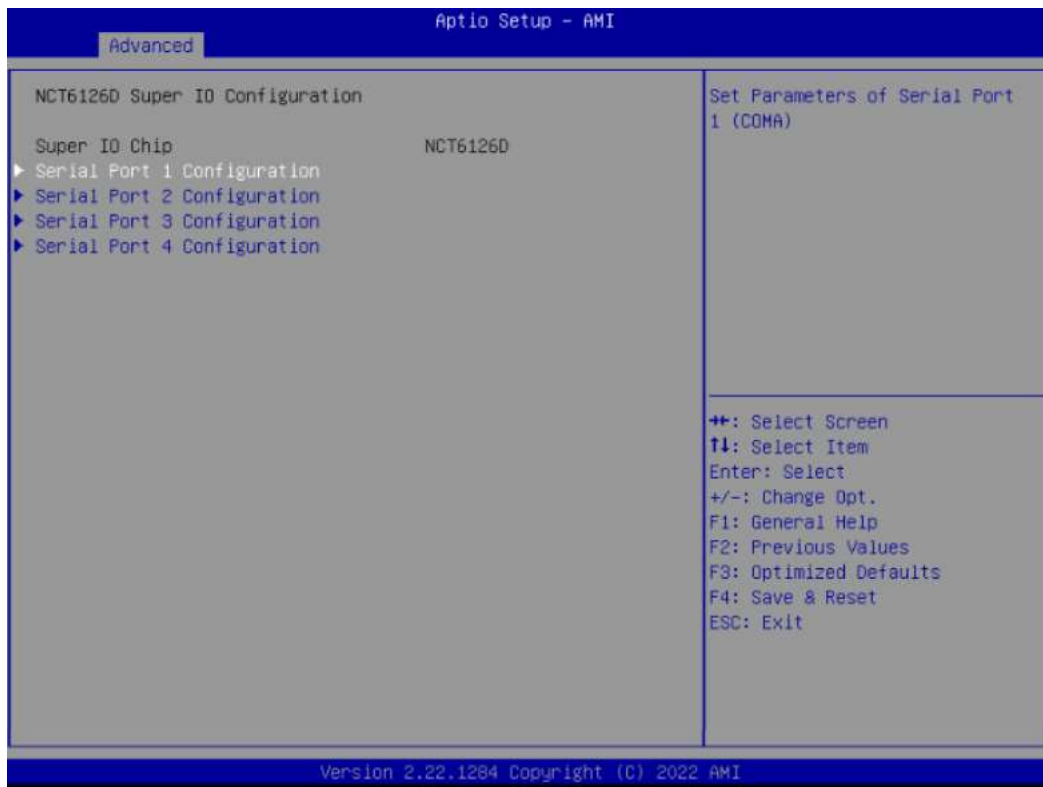 Aptio Setup – AMI
Advanced
NCT6126D Super IO Configuration
Super IO Chip NCT6126D
Serial Port 1 Configuration
Serial Port 2 Configuration
Serial Port 3 Configuration
Serial Port 4 Configuration
Set Parameters of Serial Port
1 (COMA)
→←: Select Screen
↑↓: Select Item
Enter: Select
+/-: Change Opt.
F1: General Help
F2: Previous Values
F3: Optimized Defaults
F4: Save & Reset
ESC: Exit
Version 2.22.1284 Copyright (C) 2022 AMI